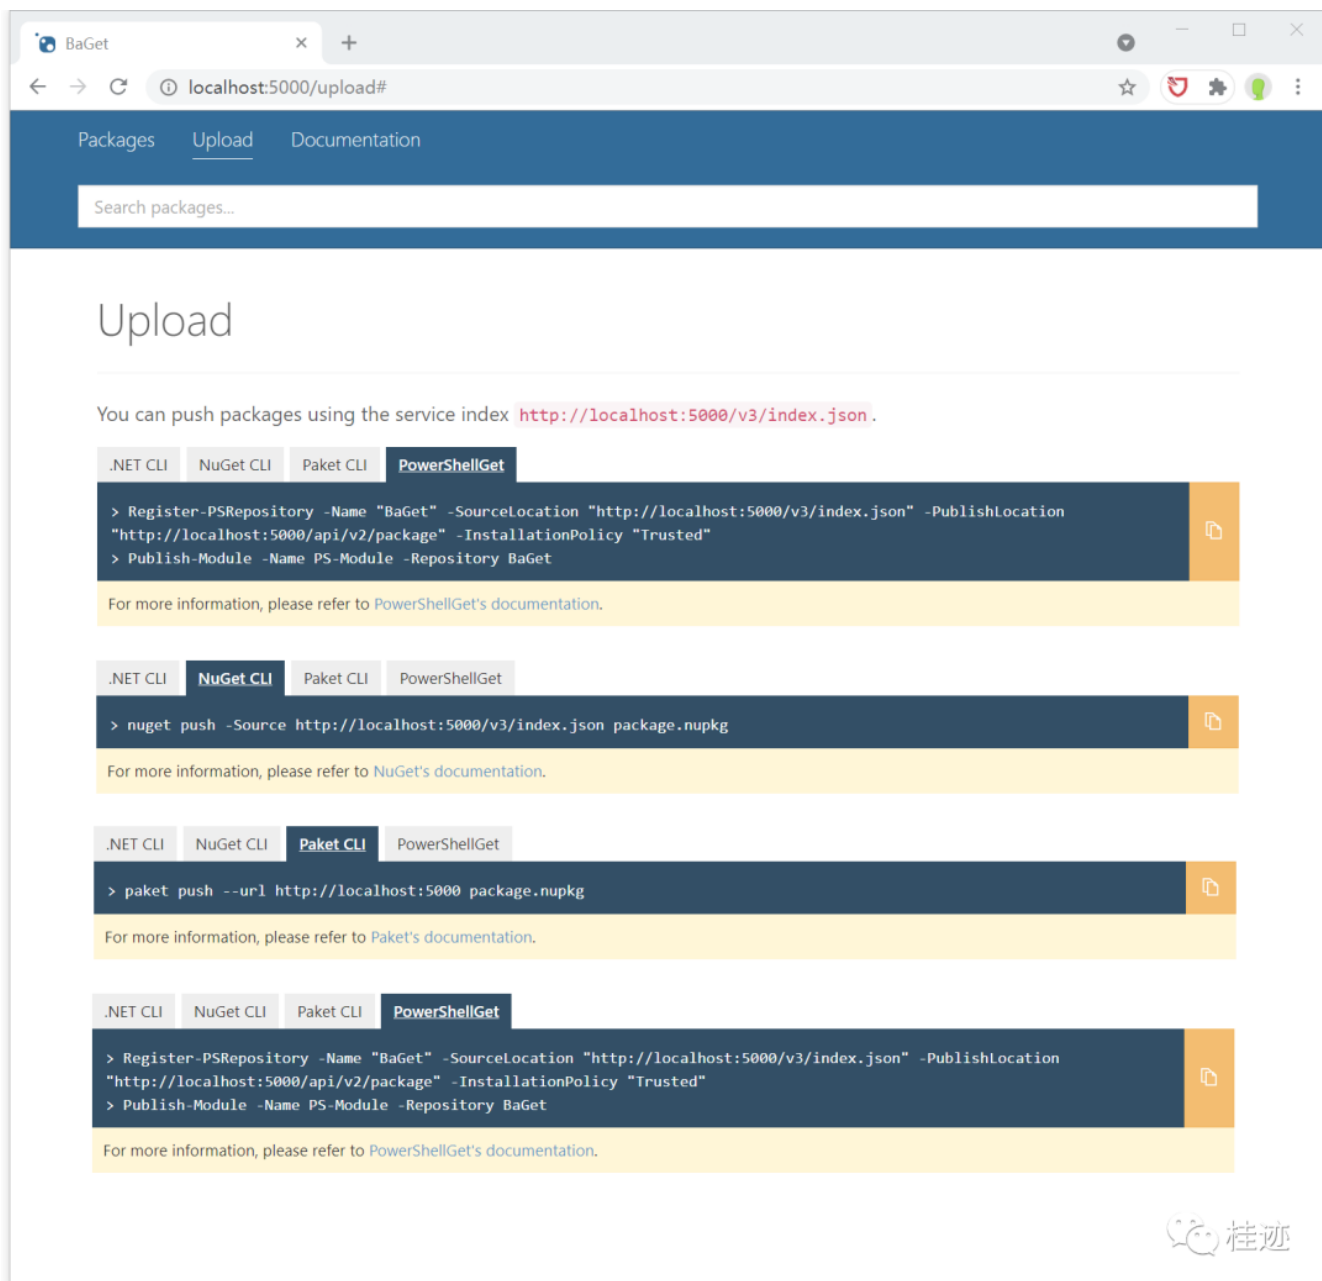 BaGet
localhost:5000/upload#
Packages Upload Documentation
Search packages...
Upload
You can push packages using the service index http://localhost:5000/v3/index.json.
.NET CLI NuGet CLI Paket CLI PowerShellGet
> Register-PSRepository -Name "BaGet" -SourceLocation "http://localhost:5000/v3/index.json" -PublishLocation
"http://localhost:5000/api/v2/package" -InstallationPolicy "Trusted"
> Publish-Module -Name PS-Module -Repository BaGet
For more information, please refer to PowerShellGet's documentation.
.NET CLI NuGet CLI Paket CLI PowerShellGet
> nuget push -Source http://localhost:5000/v3/index.json package.nupkg
For more information, please refer to NuGet's documentation.
.NET CLI NuGet CLI Paket CLI PowerShellGet
> paket push --url http://localhost:5000 package.nupkg
For more information, please refer to Paket's documentation.
.NET CLI NuGet CLI Paket CLI PowerShellGet
> Register-PSRepository -Name "BaGet" -SourceLocation "http://localhost:5000/v3/index.json" -PublishLocation
"http://localhost:5000/api/v2/package" -InstallationPolicy "Trusted"
> Publish-Module -Name PS-Module -Repository BaGet
For more information, please refer to PowerShellGet's documentation.
桂迹